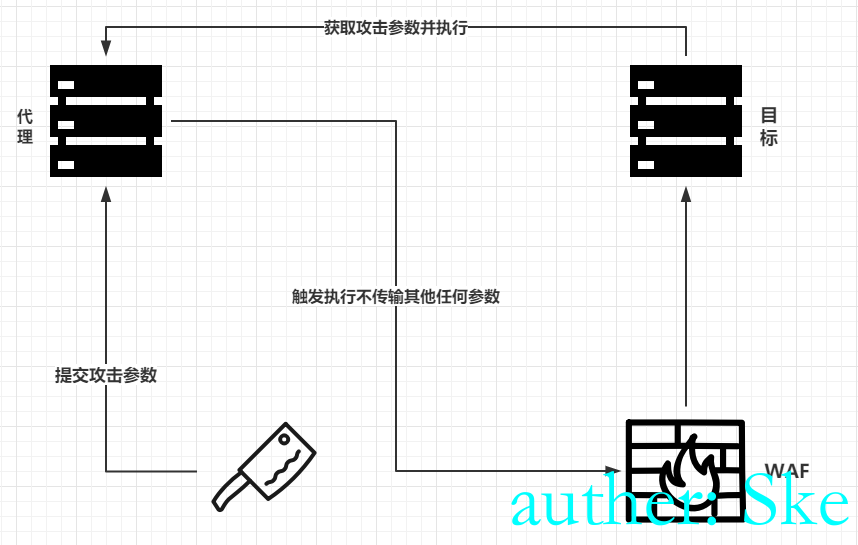 获取攻击参数并执行
代
理
目
标
触发执行不传输其他任何参数
提交攻击参数
WAF
auther: Ske